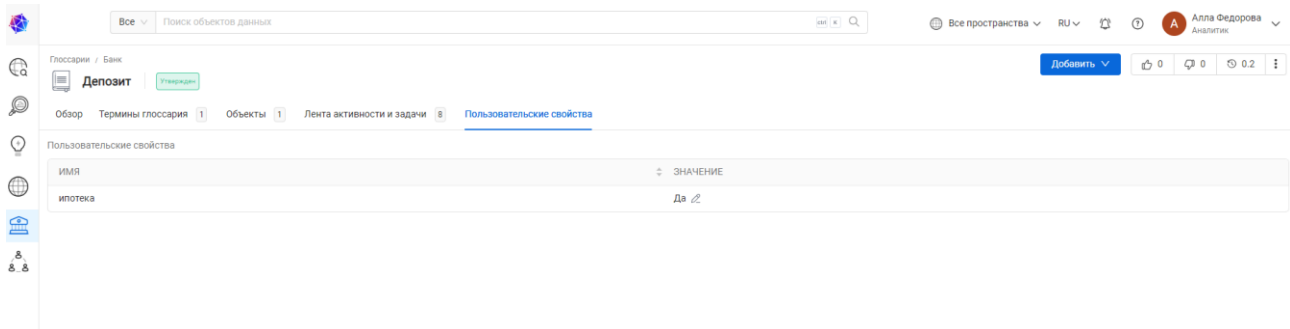 Все Поиск объектов данных ctrl K Все пространства RU A Алла Федорова
Аналитик
Глоссарии / Банк
Депозит Утвержден Добавить 0 0 0.2
Обзор Термины глоссария 1 Объекты 1 Лента активности и задачи 8 Пользовательские свойства
Пользовательские свойства
ИМЯ ЗНАЧЕНИЕ
ипотека Да